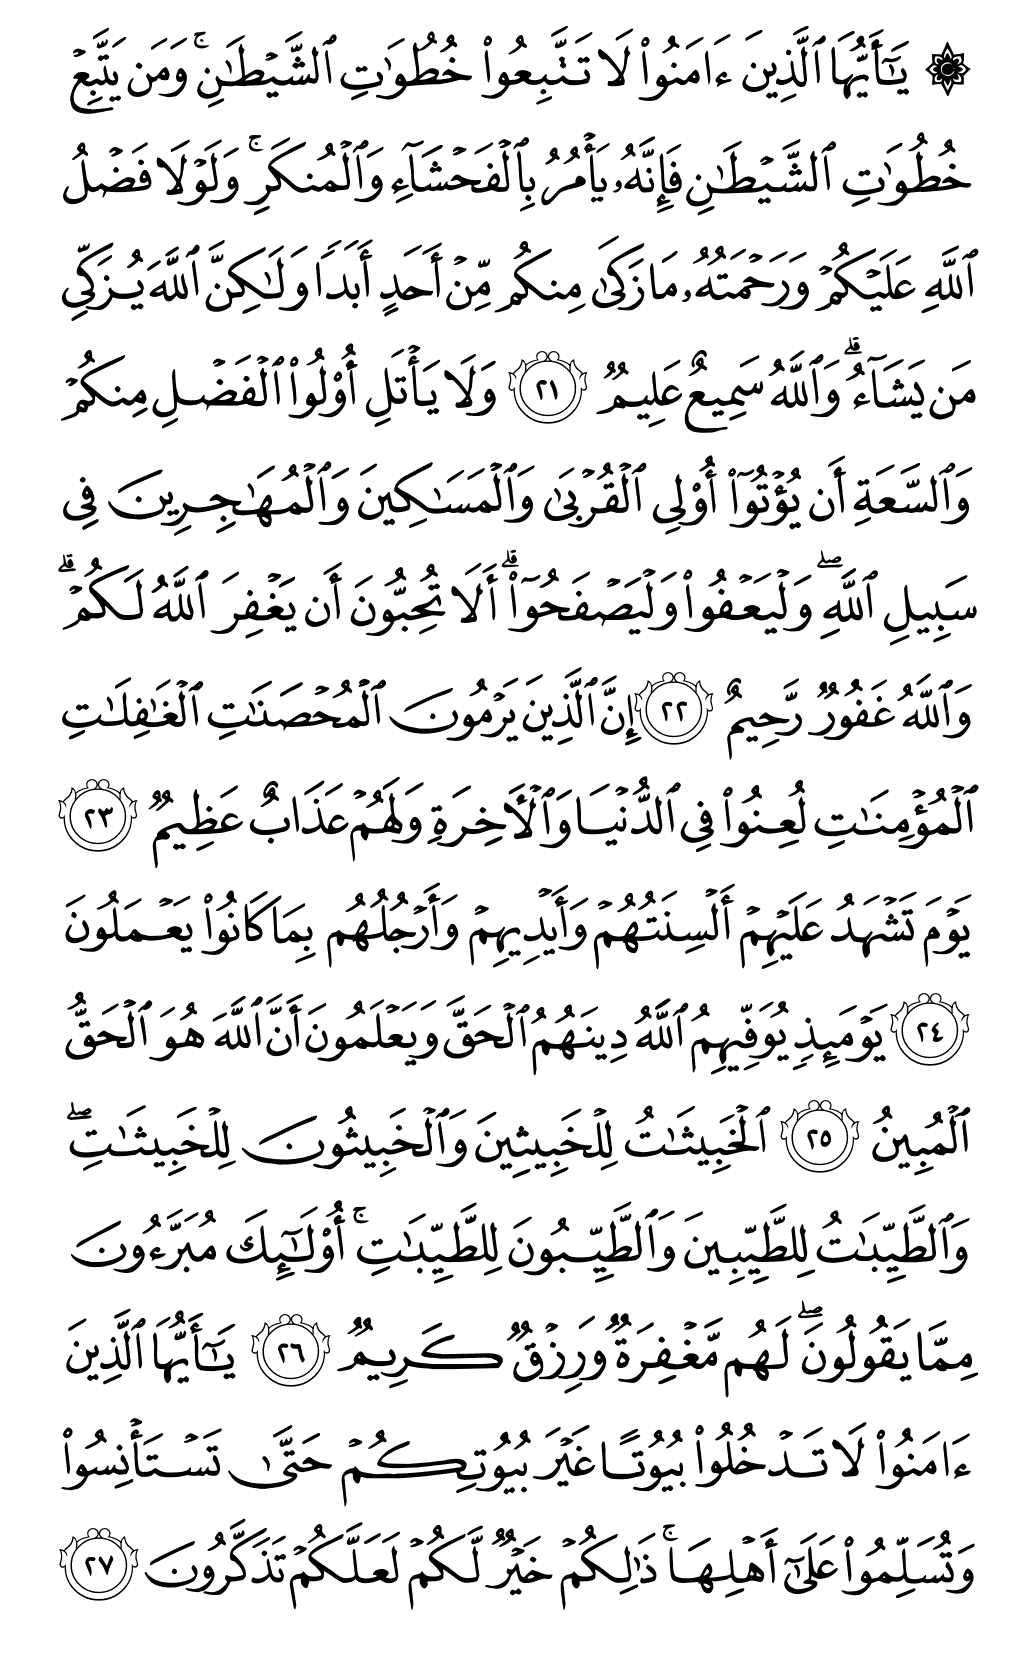 ۞ يَـٰٓأَيُّهَا ٱلَّذِينَ ءَامَنُوا۟ لَا تَتَّبِعُوا۟ خُطُوَٰتِ ٱلشَّيْطَـٰنِ ۚ وَمَن يَتَّبِعْ
خُطُوَٰتِ ٱلشَّيْطَـٰنِ فَإِنَّهُۥ يَأْمُرُ بِٱلْفَحْشَآءِ وَٱلْمُنكَرِ ۚ وَلَوْلَا فَضْلُ
ٱللَّهِ عَلَيْكُمْ وَرَحْمَتُهُۥ مَا زَكَىٰ مِنكُم مِّنْ أَحَدٍ أَبَدًا وَلَـٰكِنَّ ٱللَّهَ يُزَكِّى
مَن يَشَآءُ ۗ وَٱللَّهُ سَمِيعٌ عَلِيمٌ ٢١ وَلَا يَأْتَلِ أُو۟لُوا۟ ٱلْفَضْلِ مِنكُمْ
وَٱلسَّعَةِ أَن يُؤْتُوٓا۟ أُو۟لِى ٱلْقُرْبَىٰ وَٱلْمَسَـٰكِينَ وَٱلْمُهَـٰجِرِينَ فِى
سَبِيلِ ٱللَّهِ ۖ وَلْيَعْفُوا۟ وَلْيَصْفَحُوٓا۟ ۗ أَلَا تُحِبُّونَ أَن يَغْفِرَ ٱللَّهُ لَكُمْ ۗ
وَٱللَّهُ غَفُورٌ رَّحِيمٌ ٢٢ إِنَّ ٱلَّذِينَ يَرْمُونَ ٱلْمُحْصَنَـٰتِ ٱلْغَـٰفِلَـٰتِ
ٱلْمُؤْمِنَـٰتِ لُعِنُوا۟ فِى ٱلدُّنْيَا وَٱلْـَٔاخِرَةِ وَلَهُمْ عَذَابٌ عَظِيمٌ ٢٣
يَوْمَ تَشْهَدُ عَلَيْهِمْ أَلْسِنَتُهُمْ وَأَيْدِيهِمْ وَأَرْجُلُهُم بِمَا كَانُوا۟ يَعْمَلُونَ
٢٤ يَوْمَئِذٍ يُوَفِّيهِمُ ٱللَّهُ دِينَهُمُ ٱلْحَقَّ وَيَعْلَمُونَ أَنَّ ٱللَّهَ هُوَ ٱلْحَقُّ
ٱلْمُبِينُ ٢٥ ٱلْخَبِيثَـٰتُ لِلْخَبِيثِينَ وَٱلْخَبِيثُونَ لِلْخَبِيثَـٰتِ ۖ
وَٱلطَّيِّبَـٰتُ لِلطَّيِّبِينَ وَٱلطَّيِّبُونَ لِلطَّيِّبَـٰتِ ۚ أُو۟لَـٰٓئِكَ مُبَرَّءُونَ
مِمَّا يَقُولُونَ ۖ لَهُم مَّغْفِرَةٌ وَرِزْقٌ كَرِيمٌ ٢٦ يَـٰٓأَيُّهَا ٱلَّذِينَ
ءَامَنُوا۟ لَا تَدْخُلُوا۟ بُيُوتًا غَيْرَ بُيُوتِكُمْ حَتَّىٰ تَسْتَأْنِسُوا۟
وَتُسَلِّمُوا۟ عَلَىٰٓ أَهْلِهَا ۚ ذَٰلِكُمْ خَيْرٌ لَّكُمْ لَعَلَّكُمْ تَذَكَّرُونَ ٢٧